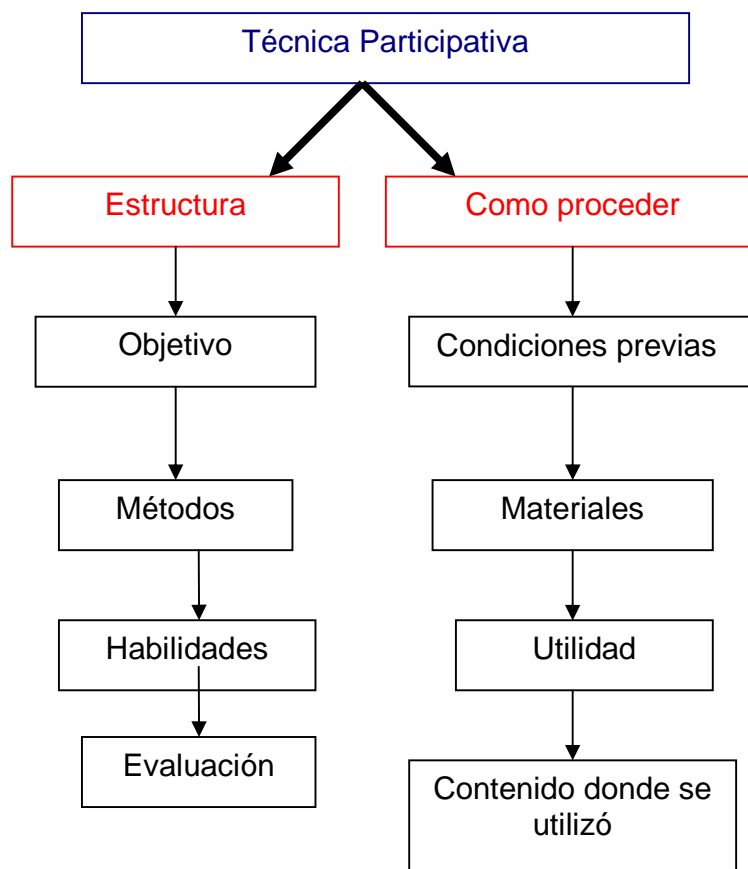 Técnica Participativa
Estructura
Como proceder
Objetivo
Condiciones previas
Métodos
Materiales
Habilidades
Utilidad
Evaluación
Contenido donde se
utilizó